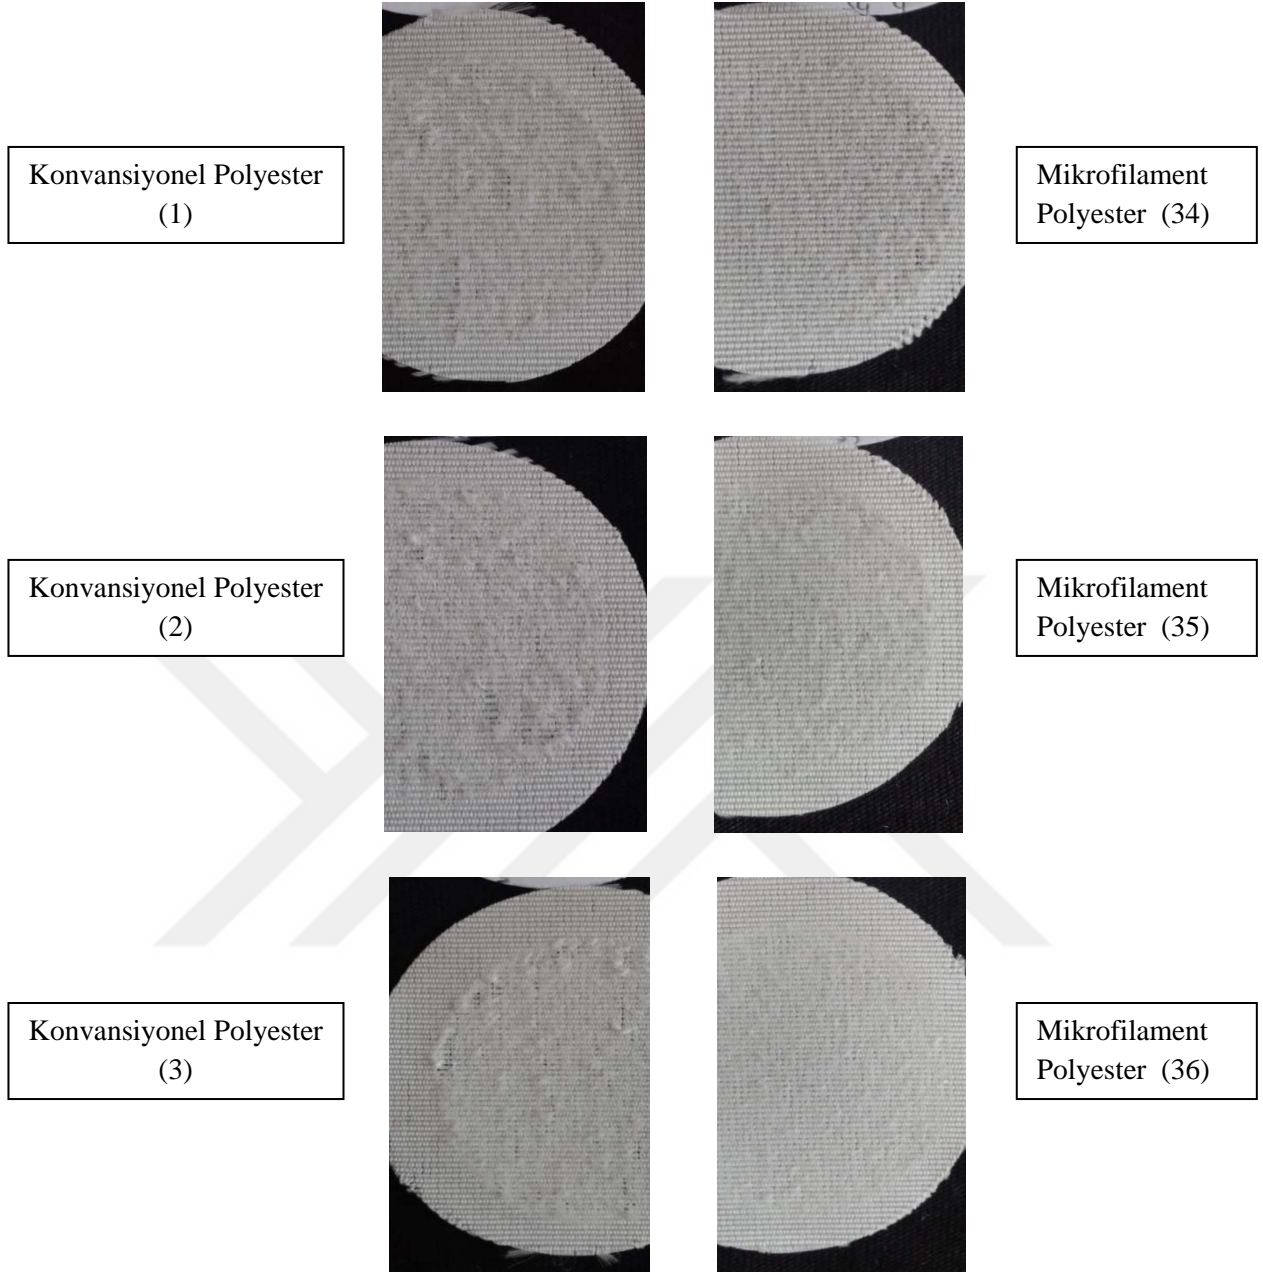 Konvansiyonel Polyester
(1)
Mikrofilament
Polyester (34)
Konvansiyonel Polyester
(2)
Mikrofilament
Polyester (35)
Konvansiyonel Polyester
(3)
Mikrofilament
Polyester (36)